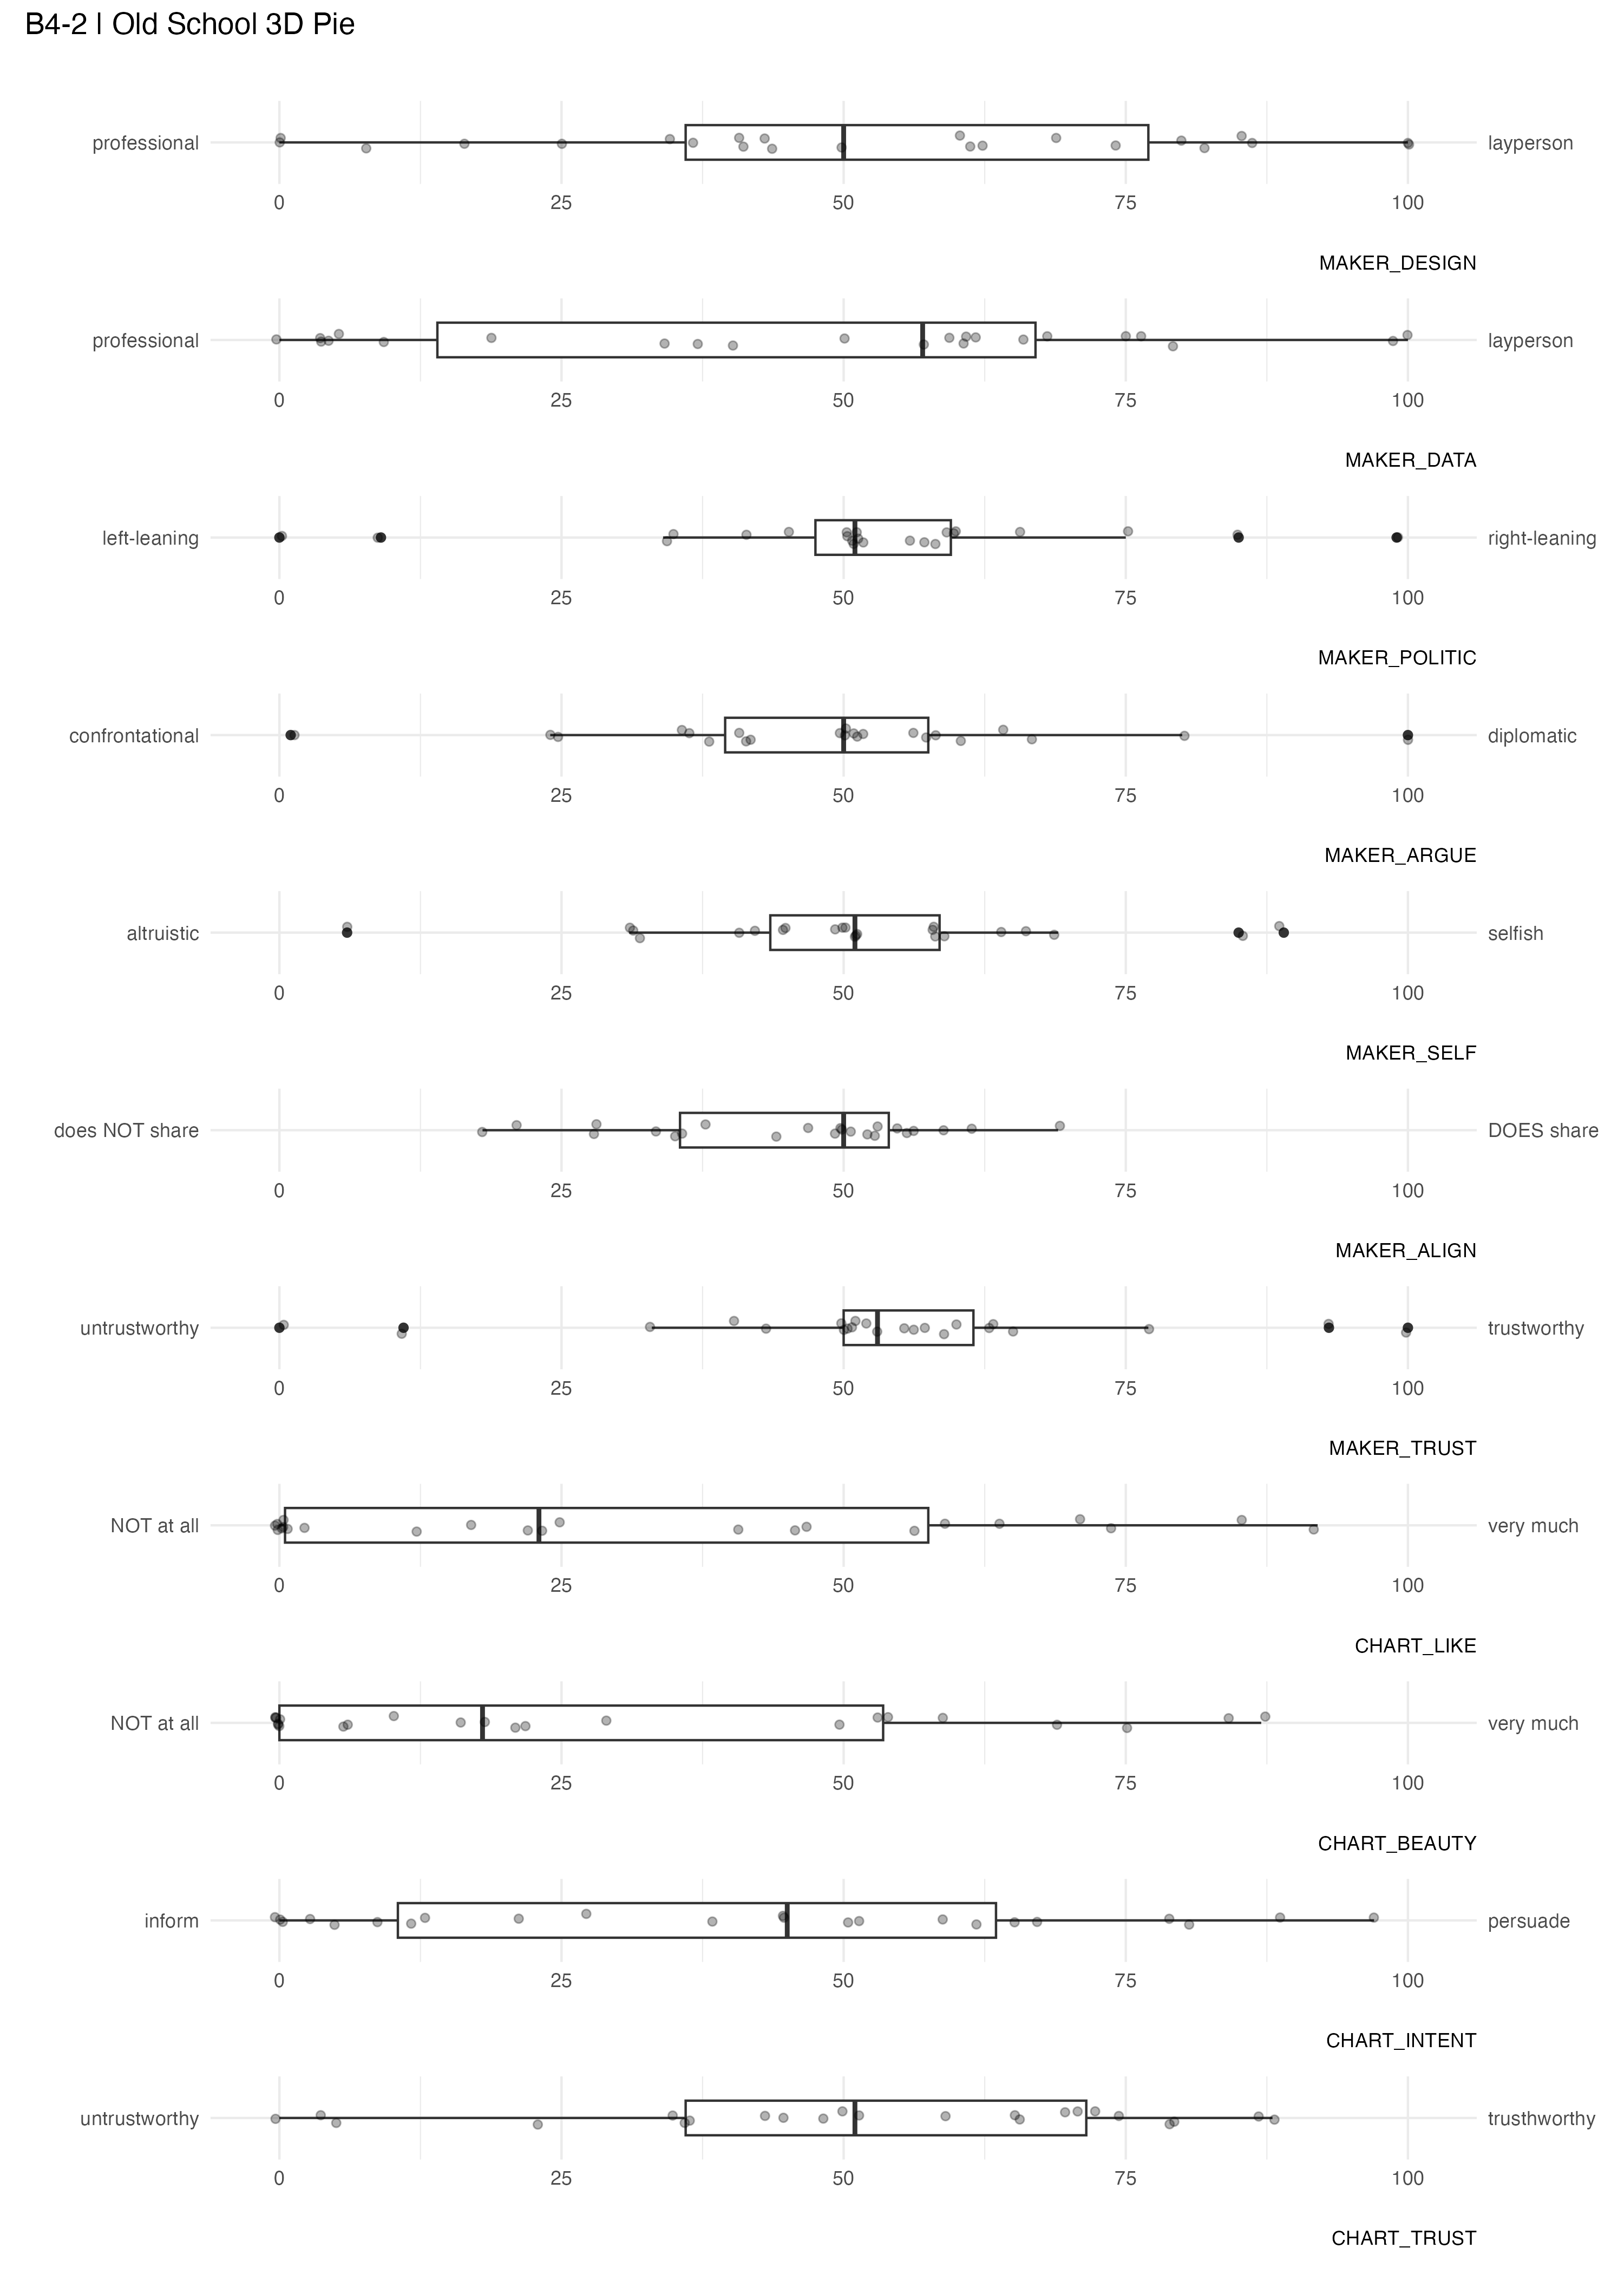 B4-2 | Old School 3D Pie
professional layperson
0 25 50 75 100
MAKER_DESIGN
professional layperson
0 25 50 75 100
MAKER_DATA
left-leaning right-leaning
0 25 50 75 100
MAKER_POLITIC
confrontational diplomatic
0 25 50 75 100
MAKER_ARGUE
altruistic selfish
0 25 50 75 100
MAKER_SELF
does NOT share DOES share
0 25 50 75 100
MAKER_ALIGN
untrustworthy trustworthy
0 25 50 75 100
MAKER_TRUST
NOT at all very much
0 25 50 75 100
CHART_LIKE
NOT at all very much
0 25 50 75 100
CHART_BEAUTY
inform persuade
0 25 50 75 100
CHART_INTENT
untrustworthy trusthworthy
0 25 50 75 100
CHART_TRUST